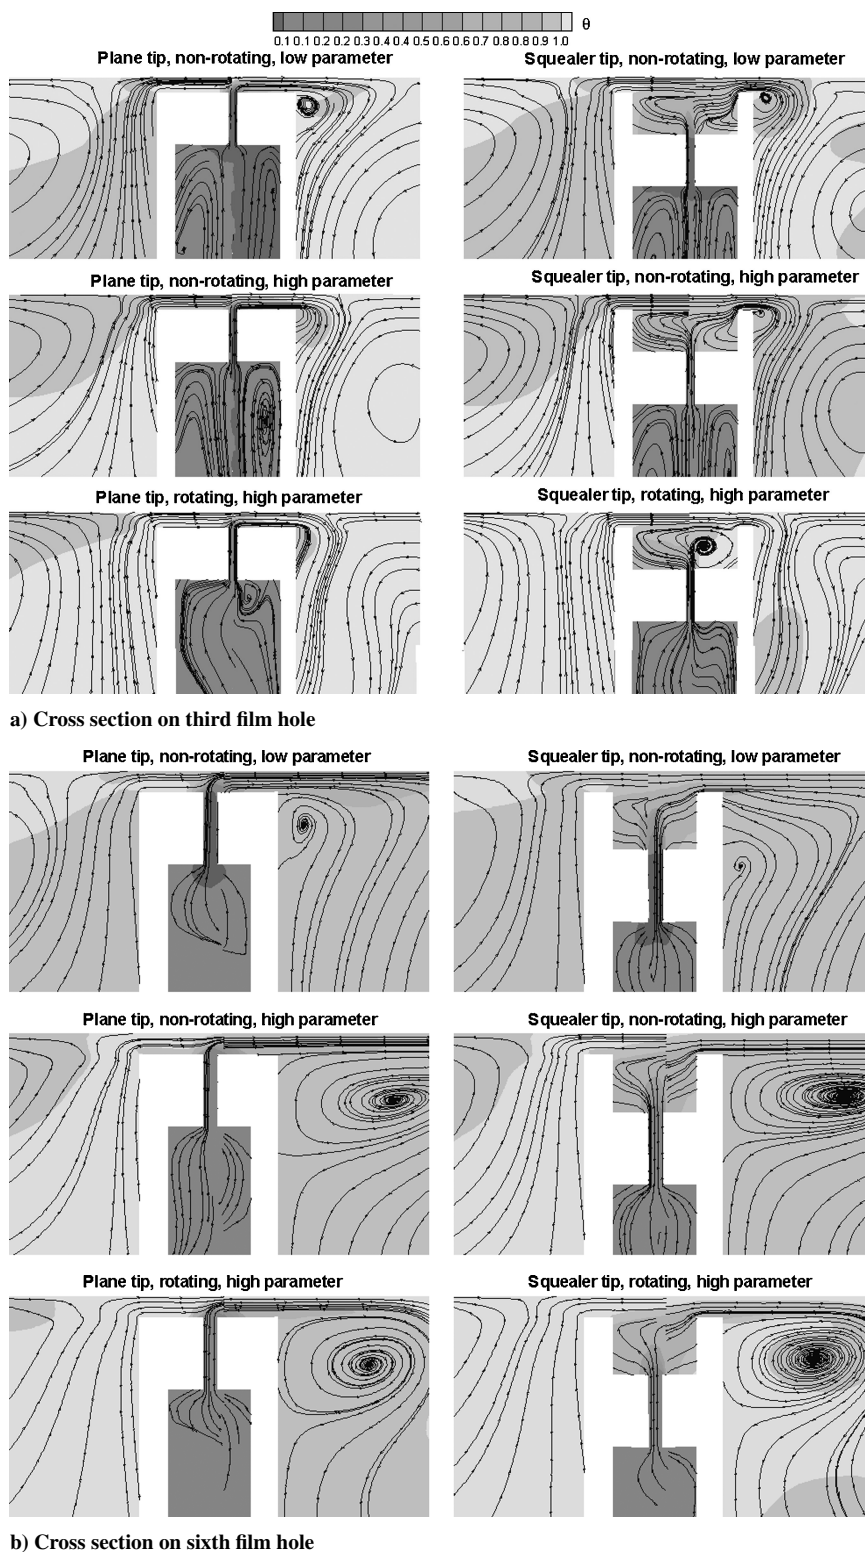 θ
0.1 0.1 0.2 0.2 0.3 0.4 0.4 0.5 0.6 0.6 0.7 0.8 0.8 0.9 1.0
Plane tip, non-rotating, low parameter
Squealer tip, non-rotating, low parameter
Plane tip, non-rotating, high parameter
Squealer tip, non-rotating, high parameter
Plane tip, rotating, high parameter
Squealer tip, rotating, high parameter
a) Cross section on third film hole
Plane tip, non-rotating, low parameter
Squealer tip, non-rotating, low parameter
Plane tip, non-rotating, high parameter
Squealer tip, non-rotating, high parameter
Plane tip, rotating, high parameter
Squealer tip, rotating, high parameter
b) Cross section on sixth film hole